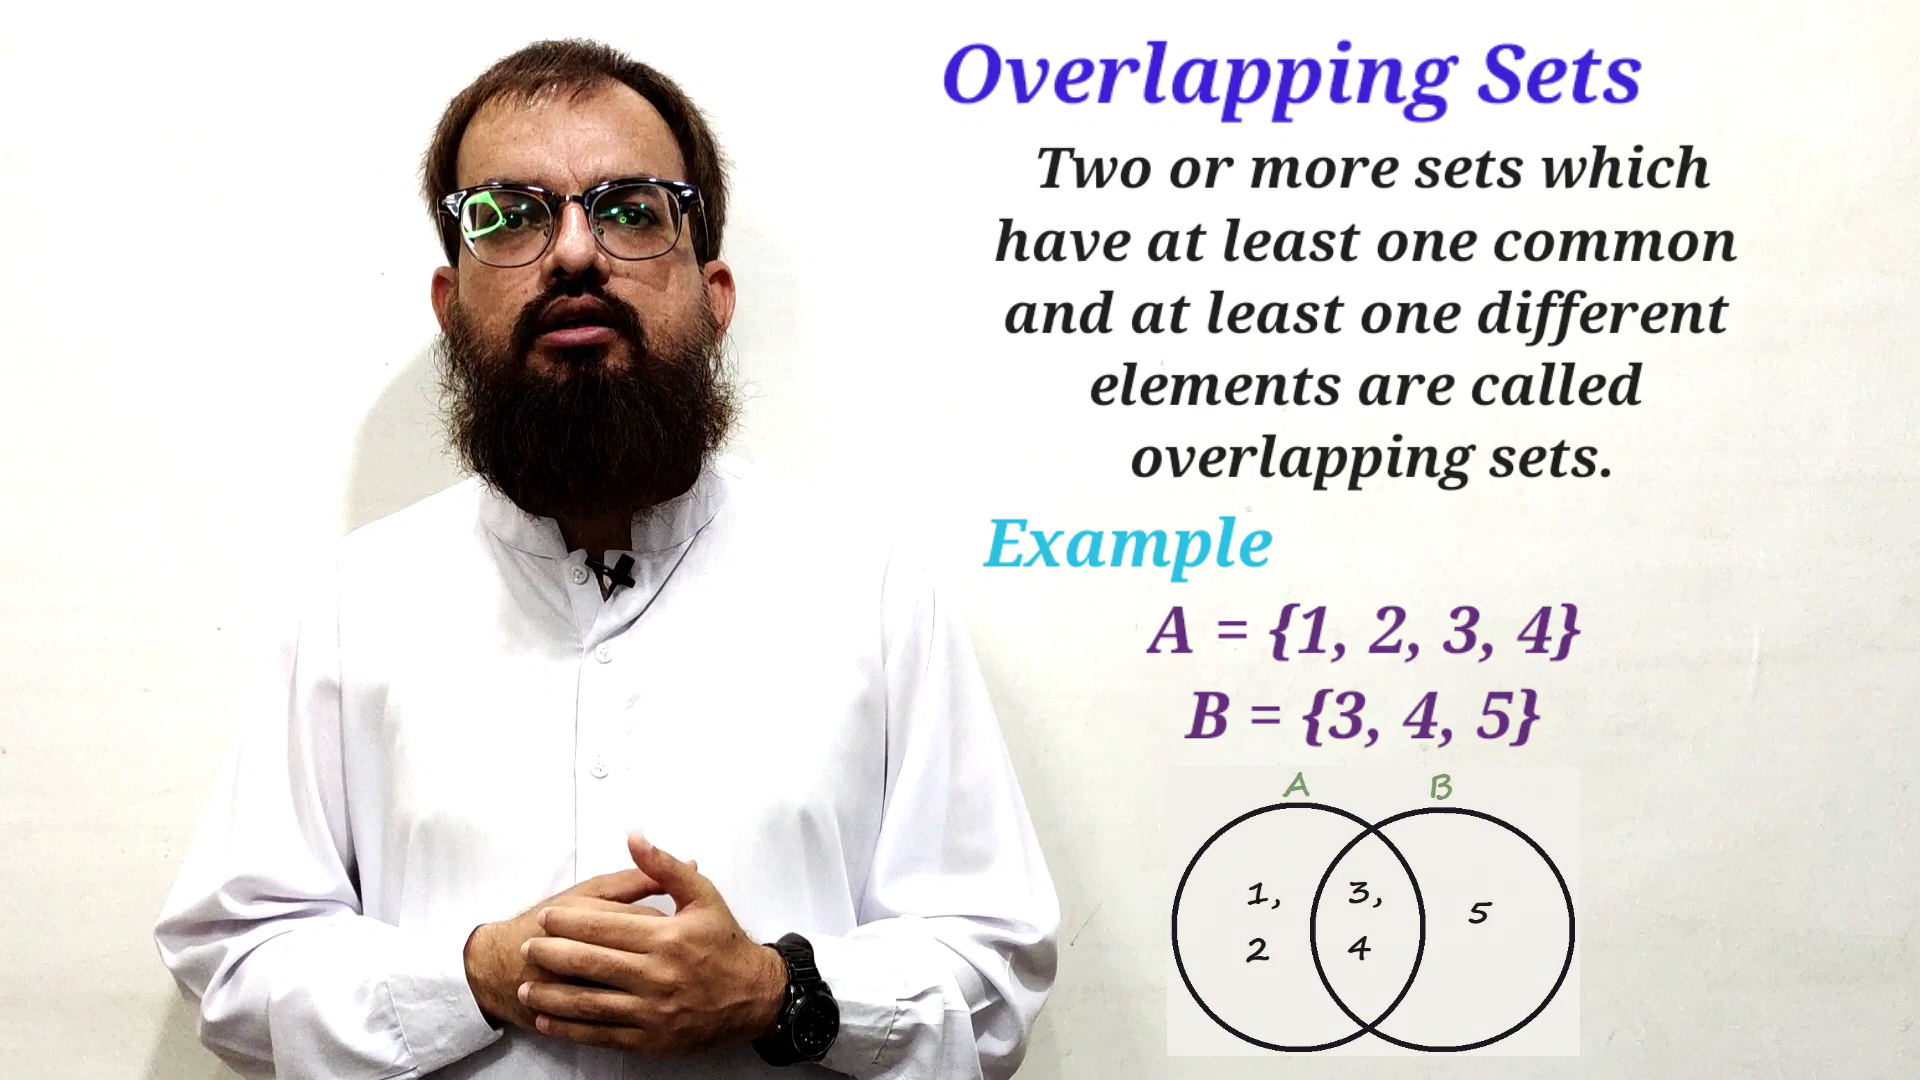 Overlapping Sets
Two or more sets which
have at least one common
and at least one different
elements are called
overlapping sets.
Example
A = {1, 2, 3, 4}
B = {3, 4, 5}
A B
1, 3, 5
2 4